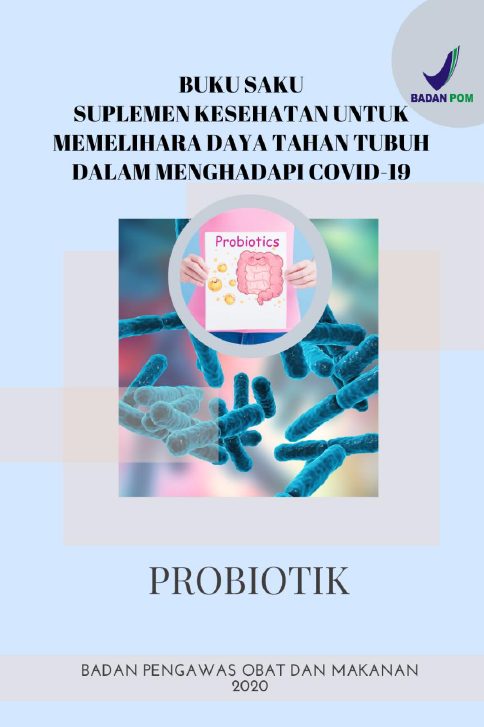 BADAN POM
BUKU SAKU
SUPLEMEN KESEHATAN UNTUK
MEMELIHARA DAYA TAHAN TUBUH
DALAM MENGHADAPI COVID-19
Probiotics
PROBIOTIK
BADAN PENGAWAS OBAT DAN MAKANAN
2020